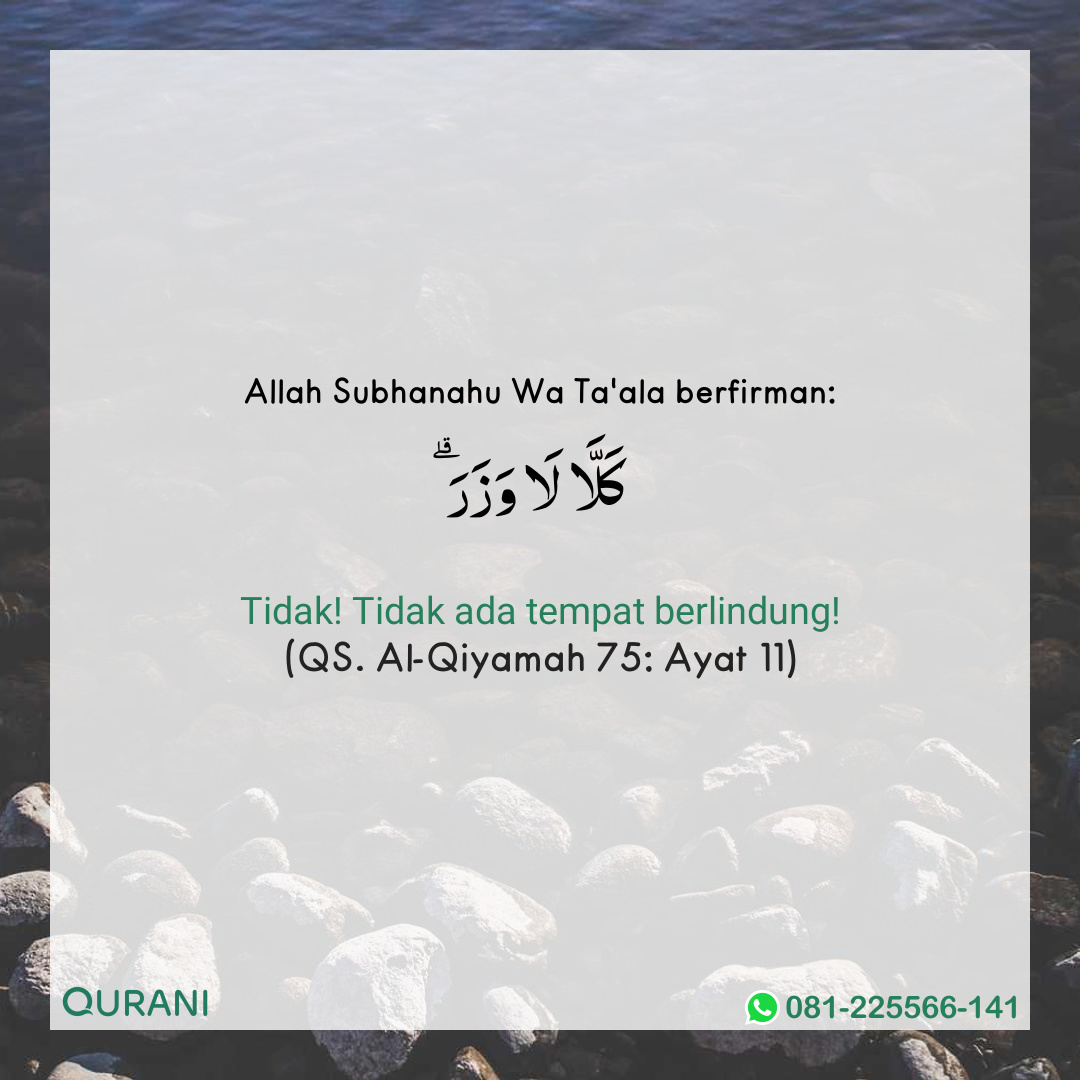 Allah Subhanahu Wa Ta'ala berfirman:
كَلَّا لَا وَزَرَ ۗ
Tidak! Tidak ada tempat berlindung!
(QS. Al-Qiyamah 75: Ayat 11)
QURANI
081-225566-141